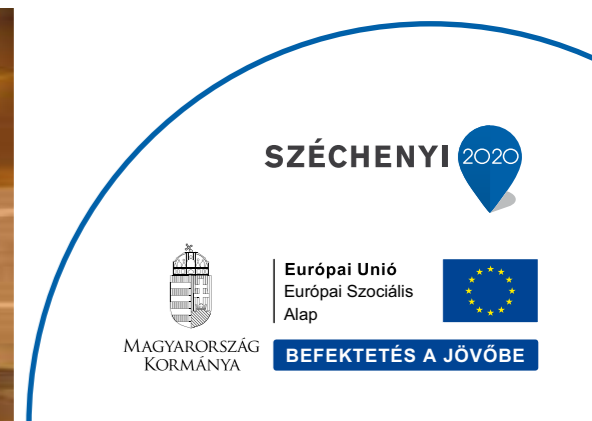 SZÉCHENYI 2020
Európai Unió
Európai Szociális
Alap
MAGYARORSZÁG
KORMÁNYA
BEFEKTETÉS A JÖVŐBE